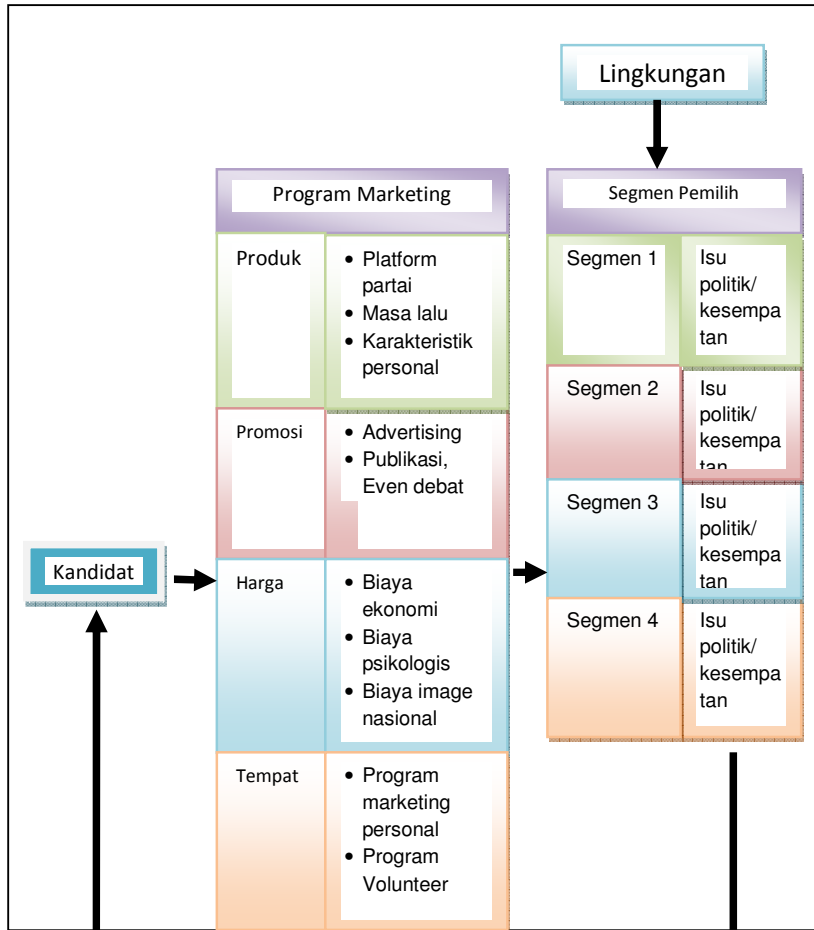 Lingkungan
Program Marketing
Produk
• Platform
partai
• Masa lalu
• Karakteristik
personal
Promosi
• Advertising
• Publikasi,
Even debat
Harga
• Biaya
ekonomi
• Biaya
psikologis
• Biaya image
nasional
Tempat
• Program
marketing
personal
• Program
Volunteer
Segmen Pemilih
Segmen 1
Isu
politik/
kesempa
tan
Segmen 2
Isu
politik/
kesempa
tan
Segmen 3
Isu
politik/
kesempa
tan
Segmen 4
Isu
politik/
kesempa
tan
Kandidat